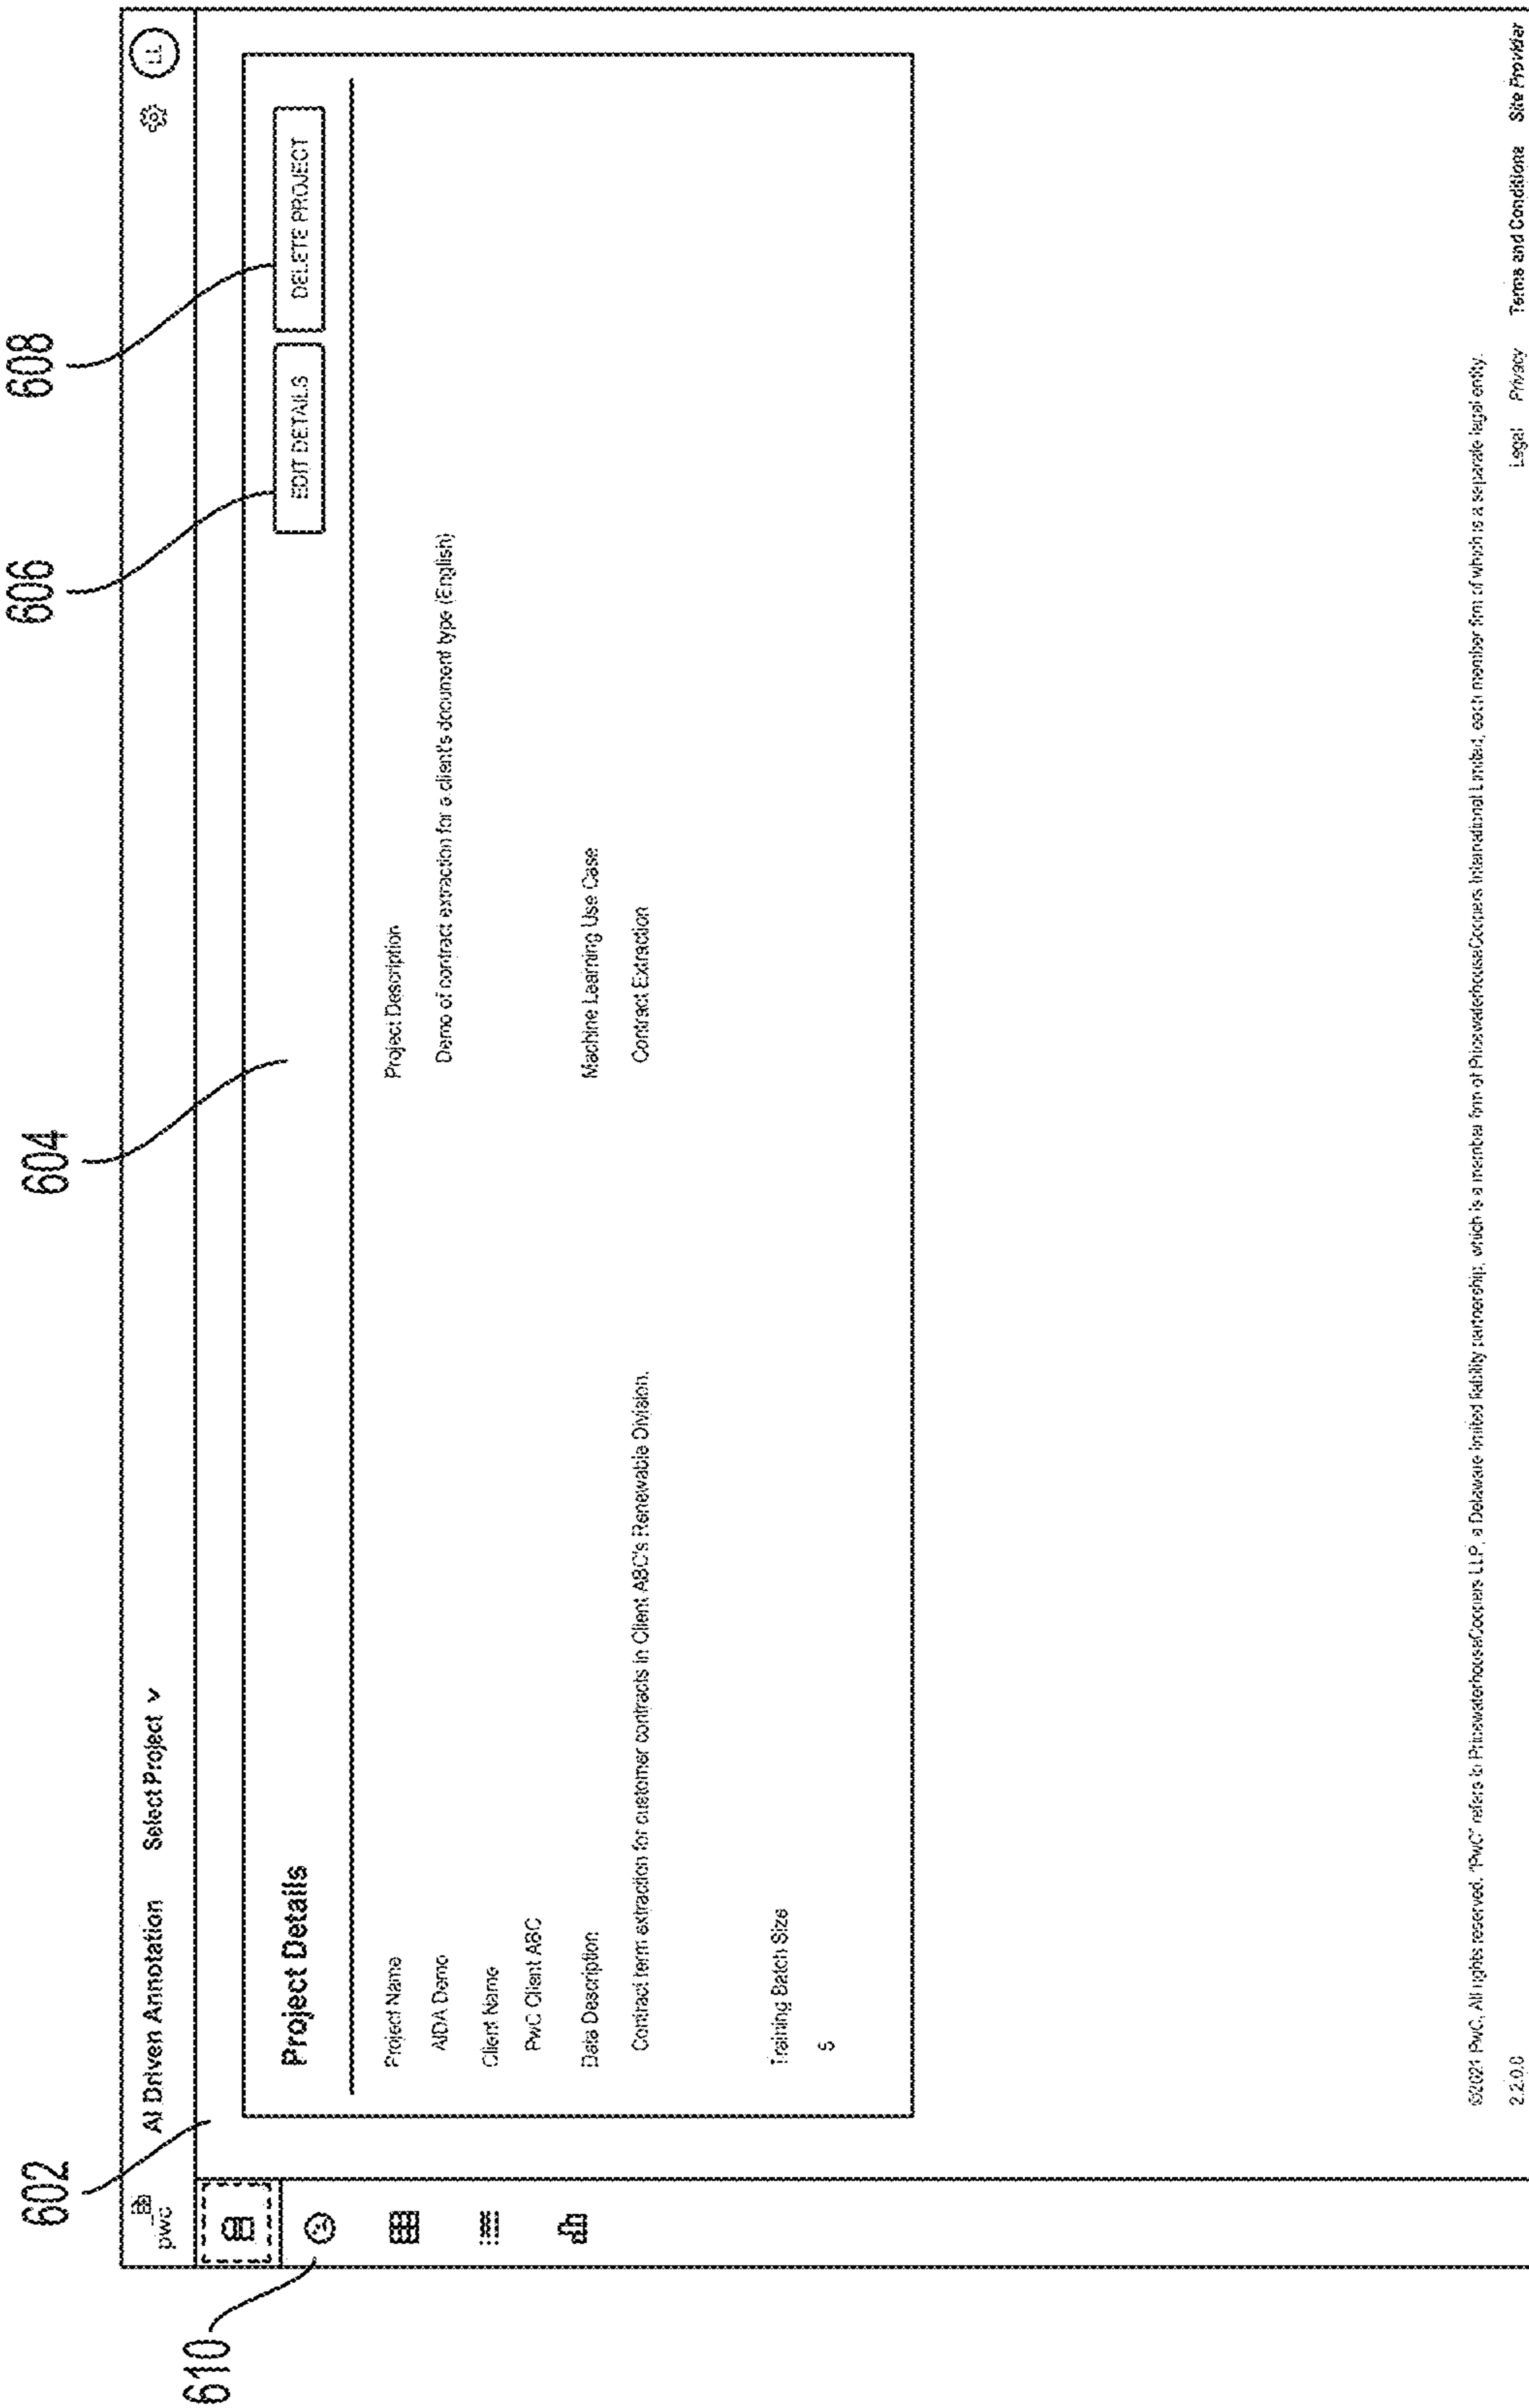 602
604
606
608
610
pwc
AI Driven Annotation
Select Project
LL
Project Details
EDIT DETAILS
DELETE PROJECT
Project Name
Project Description
AIDA Demo
Demo of contract extraction for a client's document type (English)
Client Name
PwC Client ABC
Data Description
Machine Learning Use Case
Contract term extraction for customer contracts in Client ABC's Renewable Division.
Contract Extraction
Training Batch Size
5
©2021 PwC. All rights reserved. "PwC" refers to PricewaterhouseCoopers LLP, a Delaware limited liability partnership, which is a member firm of PricewaterhouseCoopers International Limited, each member firm of which is a separate legal entity.
2.2.0.0
Legal Privacy Terms and Conditions Site Provider